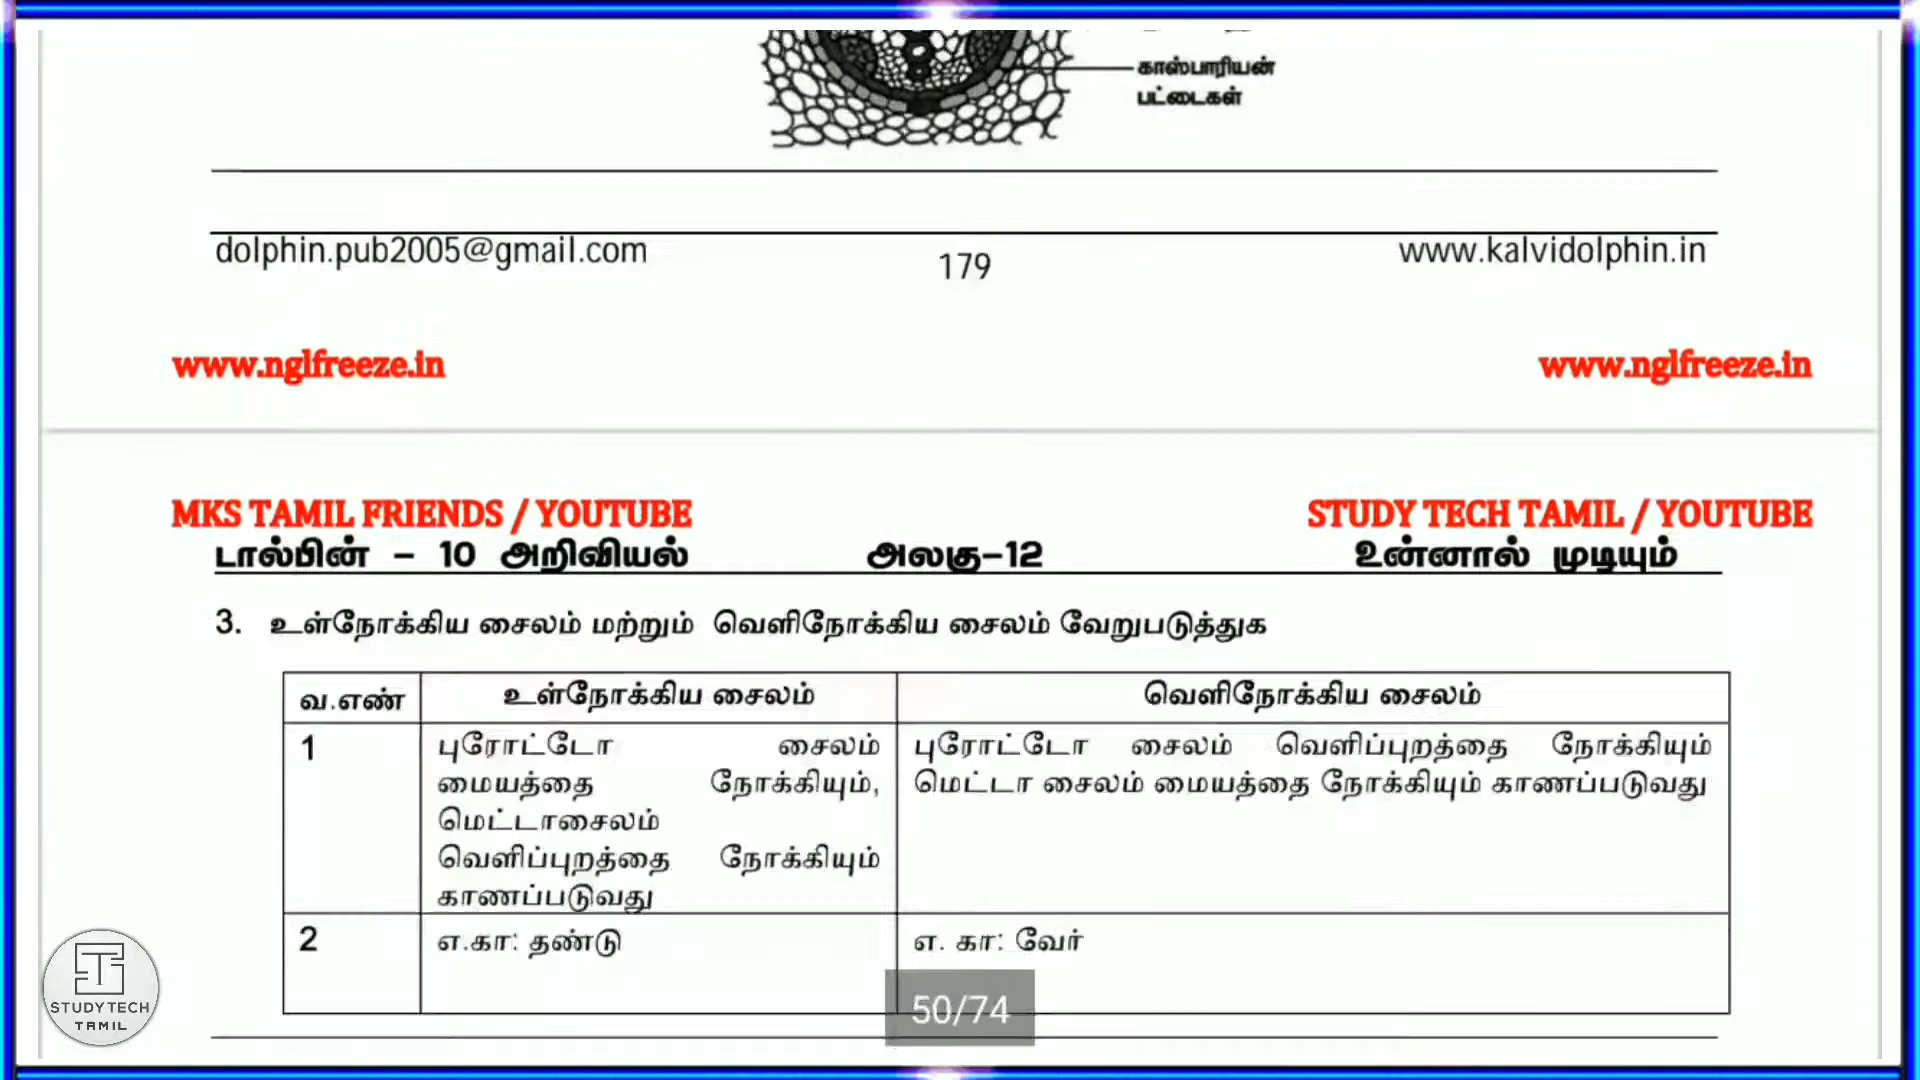 காஸ்பாரியன்
பட்டைகள்
dolphin.pub2005@gmail.com
179
www.kalvidolphin.in
www.nglfreeze.in
www.nglfreeze.in
MKS TAMIL FRIENDS / YOUTUBE
STUDY TECH TAMIL / YOUTUBE
டால்பின் – 10 அறிவியல்
அலகு-12
உன்னால் முடியும்
3. உள்நோக்கிய சைலம் மற்றும் வெளிநோக்கிய சைலம் வேறுபடுத்துக
வ.எண்
உள்நோக்கிய சைலம்
வெளிநோக்கிய சைலம்
1
புரோட்டோ சைலம்
மையத்தை நோக்கியும்,
மெட்டாசைலம்
வெளிப்புறத்தை நோக்கியும்
காணப்படுவது
புரோட்டோ சைலம் வெளிப்புறத்தை நோக்கியும்
மெட்டா சைலம் மையத்தை நோக்கியும் காணப்படுவது
2
எ.கா: தண்டு
எ. கா: வேர்
50/74
STUDY TECH
TAMIL